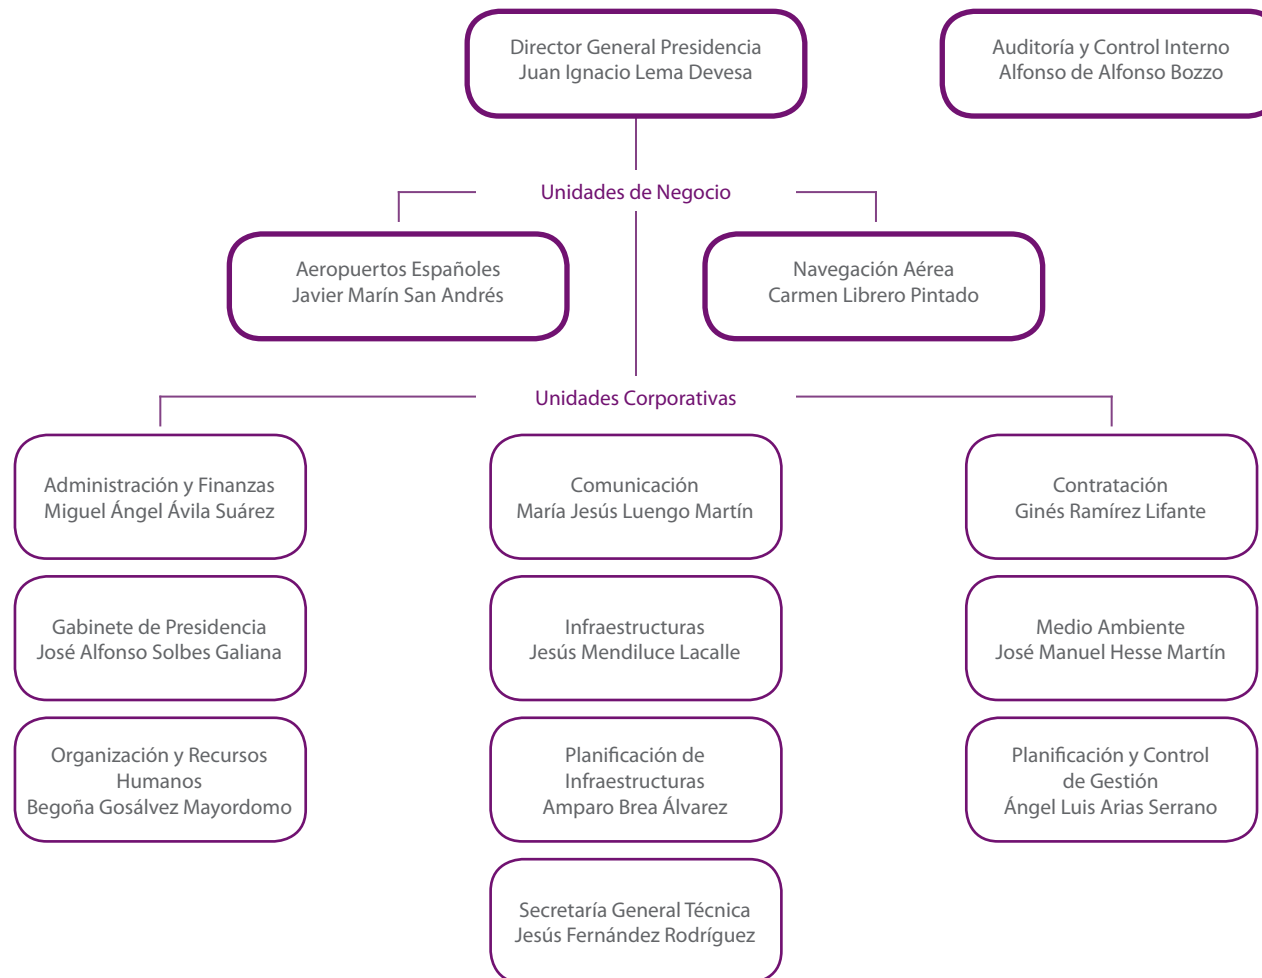 Director General Presidencia
Juan Ignacio Lema Devesa
Auditoría y Control Interno
Alfonso de Alfonso Bozzo
Unidades de Negocio
Aeropuertos Españoles
Javier Marín San Andrés
Navegación Aérea
Carmen Librero Pintado
Unidades Corporativas
Administración y Finanzas
Miguel Ángel Ávila Suárez
Comunicación
María Jesús Luengo Martín
Contratación
Ginés Ramírez Lifante
Gabinete de Presidencia
José Alfonso Solbes Galiana
Infraestructuras
Jesús Mendiluce Lacalle
Medio Ambiente
José Manuel Hesse Martín
Organización y Recursos
Humanos
Begoña Gosálvez Mayordomo
Planificación de
Infraestructuras
Amparo Brea Álvarez
Planificación y Control
de Gestión
Ángel Luis Arias Serrano
Secretaría General Técnica
Jesús Fernández Rodríguez